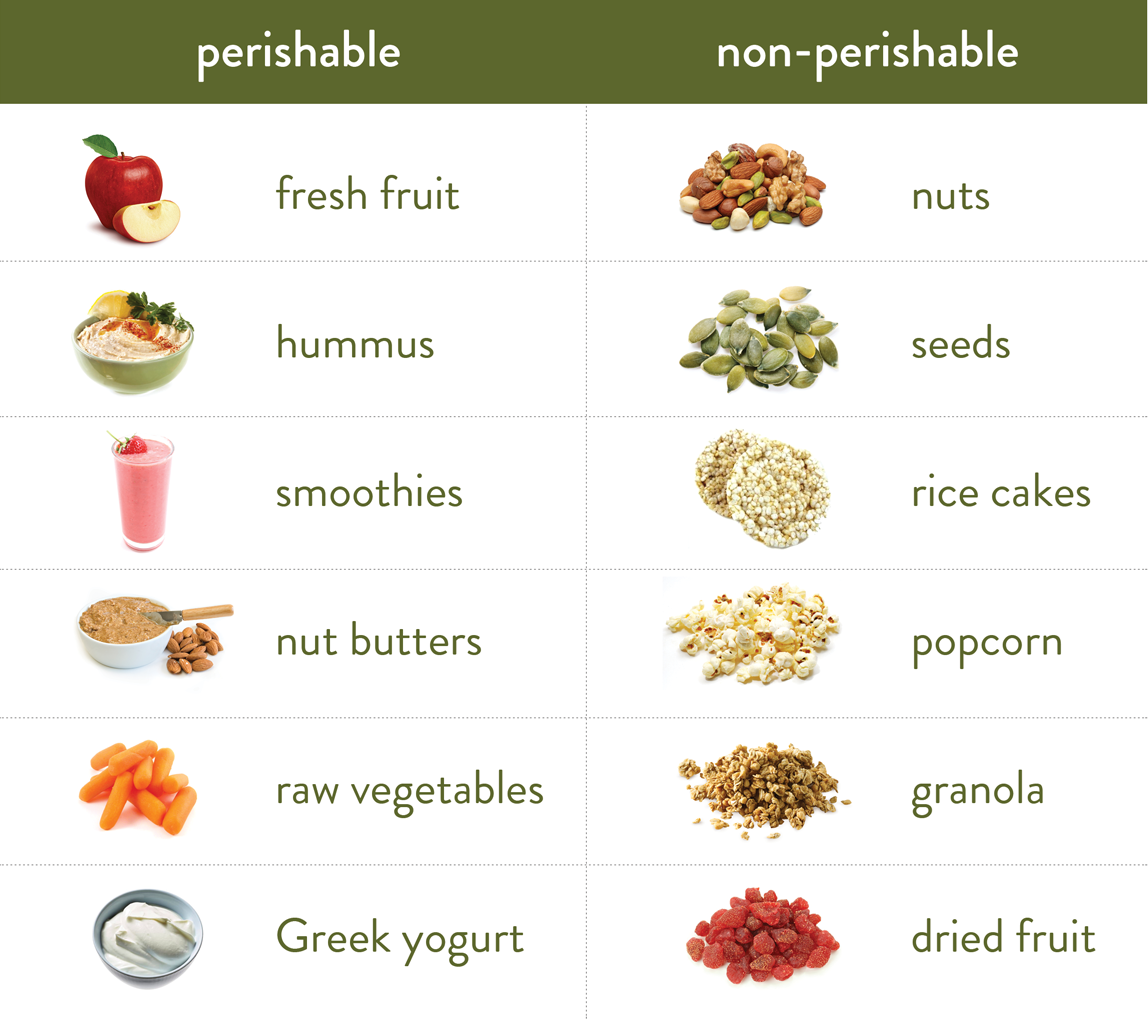 perishable non-perishable
fresh fruit nuts
hummus seeds
smoothies rice cakes
nut butters popcorn
raw vegetables granola
Greek yogurt dried fruit